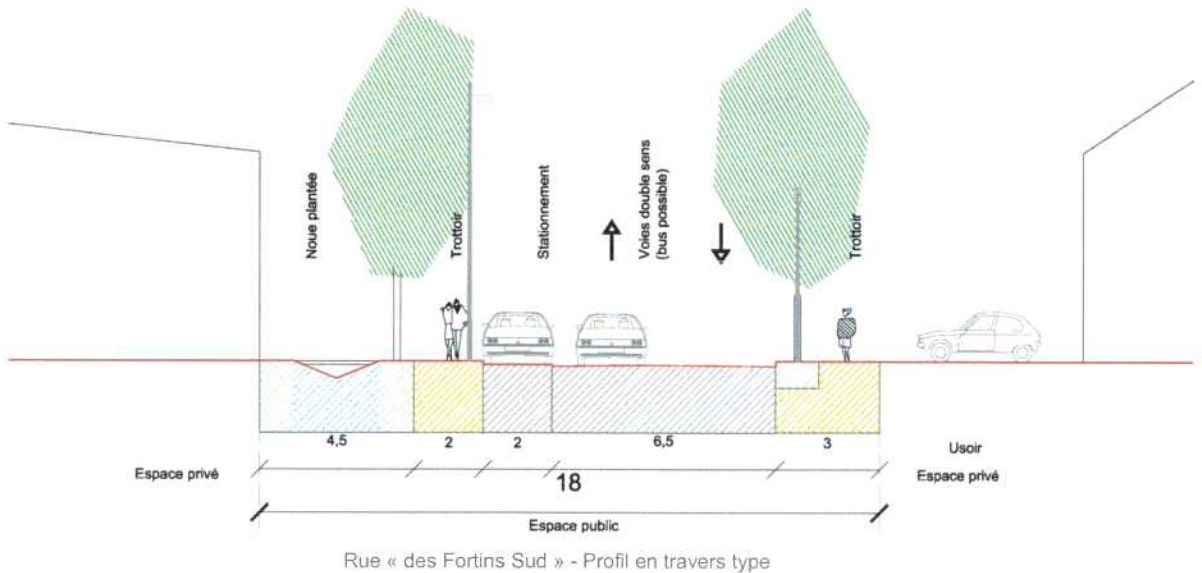 Noue plantée
Trottoir
Stationnement
Voies double sens
(bus possible)
Trottoir
4,5
2
2
6,5
3
Usoir
Espace privé
18
Espace privé
Espace public
Rue « des Fortins Sud » - Profil en travers type